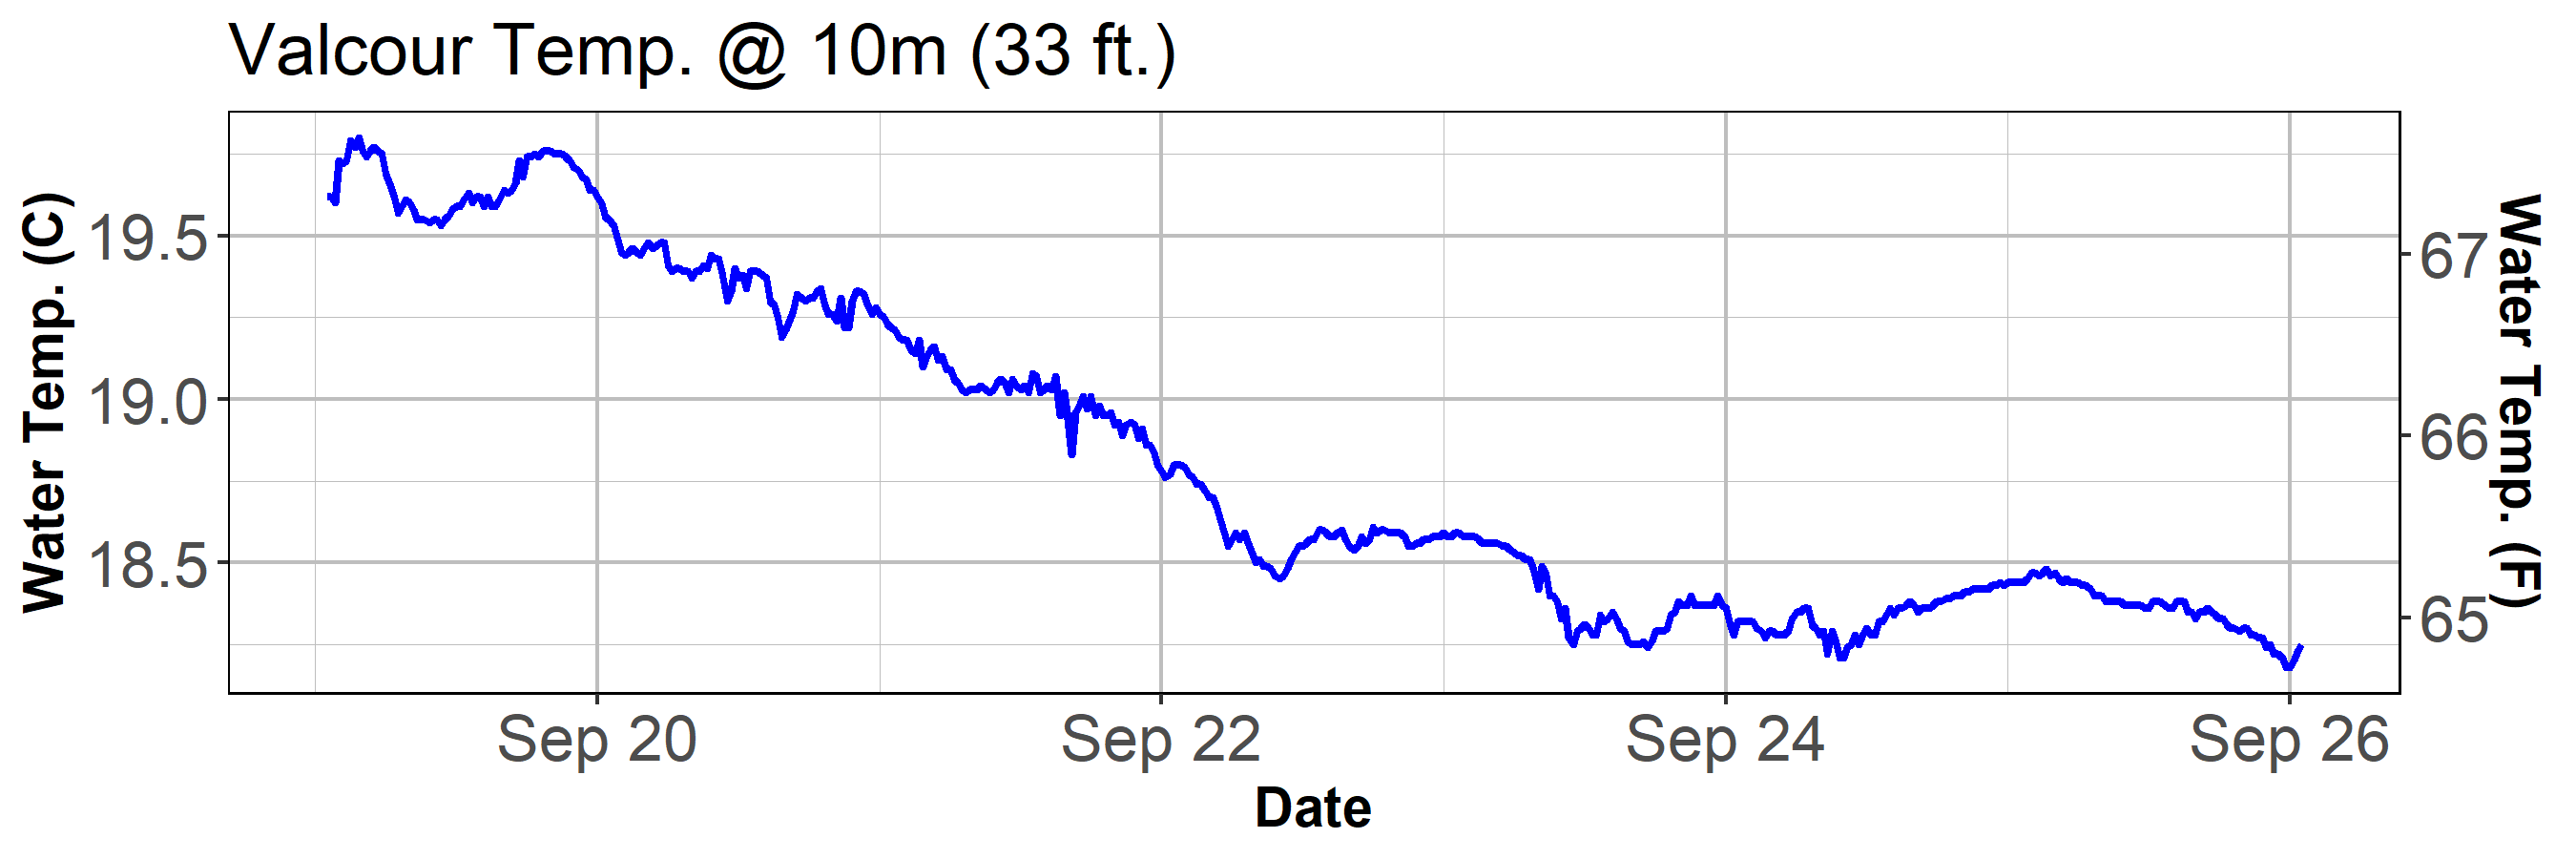 Valcour Temp. @ 10m (33 ft.)
Water Temp. (C)
19.5
19.0
18.5
67
66
65
Water Temp. (F)
Sep 20
Sep 22
Sep 24
Sep 26
Date